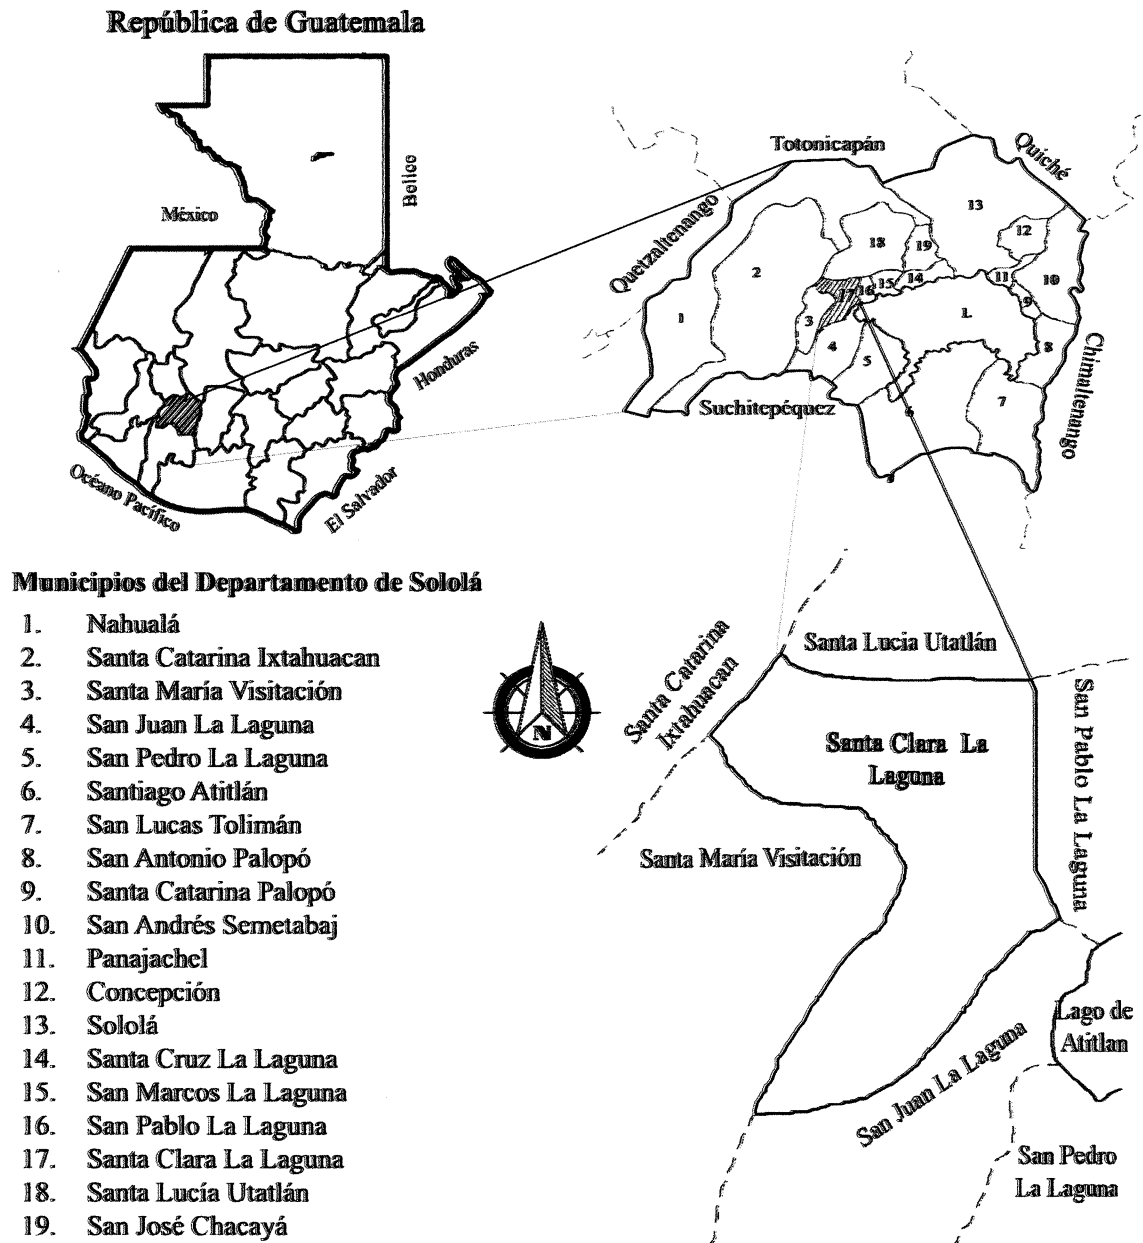 República de Guatemala
México
Belice
Honduras
El Salvador
Océano Pacífico
Totonicapán
Quiché
Quetzaltenango
Chimaltenango
Suchitepéquez
13
12
18
19
2
11
10
14
15
16
17
9
1
3
1.
4
5
8
7
6
Municipios del Departamento de Sololá
1. Nahualá
2. Santa Catarina Ixtahuacan
3. Santa María Visitación
4. San Juan La Laguna
5. San Pedro La Laguna
6. Santiago Atitlán
7. San Lucas Tolimán
8. San Antonio Palopó
9. Santa Catarina Palopó
10. San Andrés Semetabaj
11. Panajachel
12. Concepción
13. Sololá
14. Santa Cruz La Laguna
15. San Marcos La Laguna
16. San Pablo La Laguna
17. Santa Clara La Laguna
18. Santa Lucía Utatlán
19. San José Chacayá
N
Santa Catarina
Ixtahuacan
Santa Lucia Utatlán
San Pablo La Laguna
Santa Clara La
Laguna
Santa María Visitación
Lago de
Atitlan
San Juan La Laguna
San Pedro
La Laguna